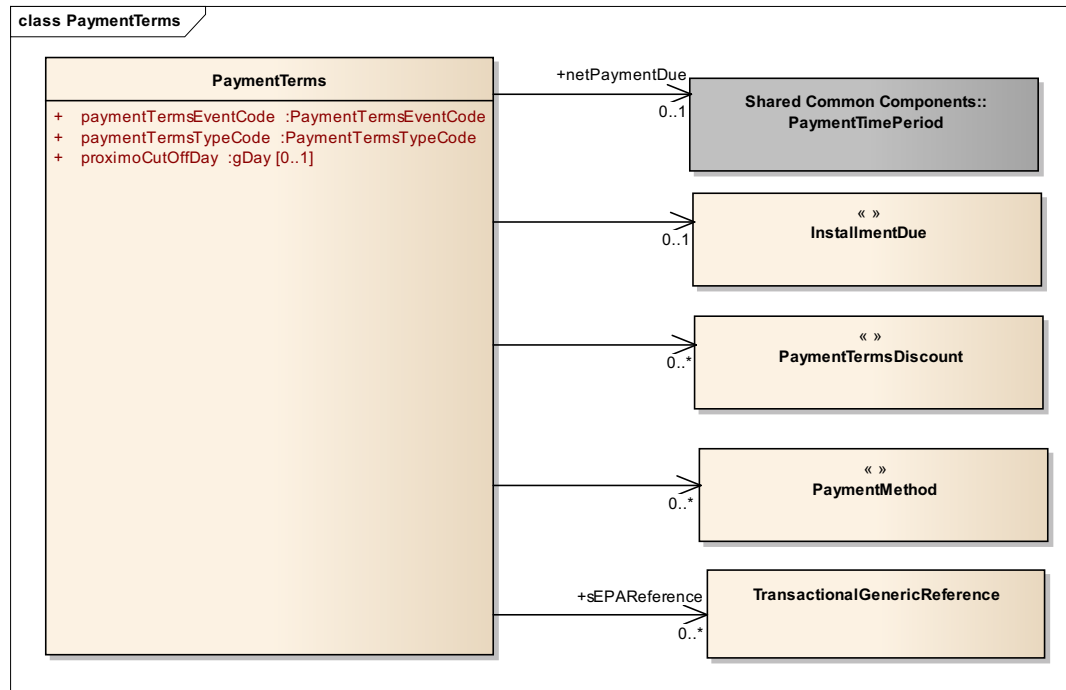 class PaymentTerms
PaymentTerms
+ paymentTermsEventCode :PaymentTermsEventCode
+ paymentTermsTypeCode :PaymentTermsTypeCode
+ proximoCutOffDay :gDay [0..1]
+netPaymentDue
0..1
Shared Common Components::
PaymentTimePeriod
0..1
« »
InstallmentDue
0..*
« »
PaymentTermsDiscount
0..*
« »
PaymentMethod
+sEPAReference
0..*
TransactionalGenericReference